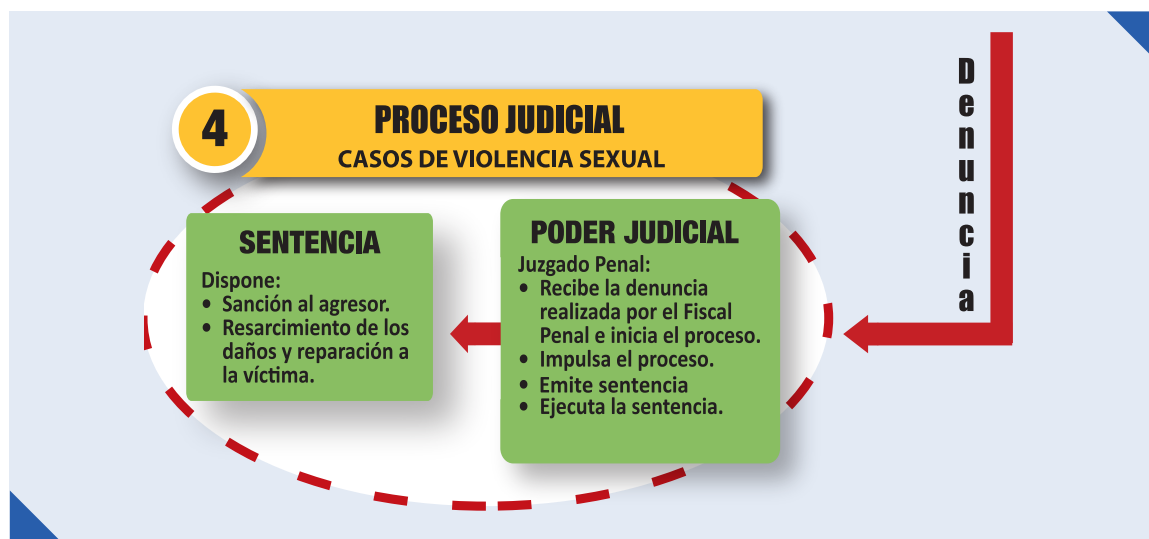 4
PROCESO JUDICIAL
CASOS DE VIOLENCIA SEXUAL
Denuncia
PODER JUDICIAL
Juzgado Penal:
• Recibe la denuncia
realizada por el Fiscal
Penal e inicia el proceso.
• Impulsa el proceso.
• Emite sentencia
• Ejecuta la sentencia.
SENTENCIA
Dispone:
• Sanción al agresor.
• Resarcimiento de los
daños y reparación a
la víctima.